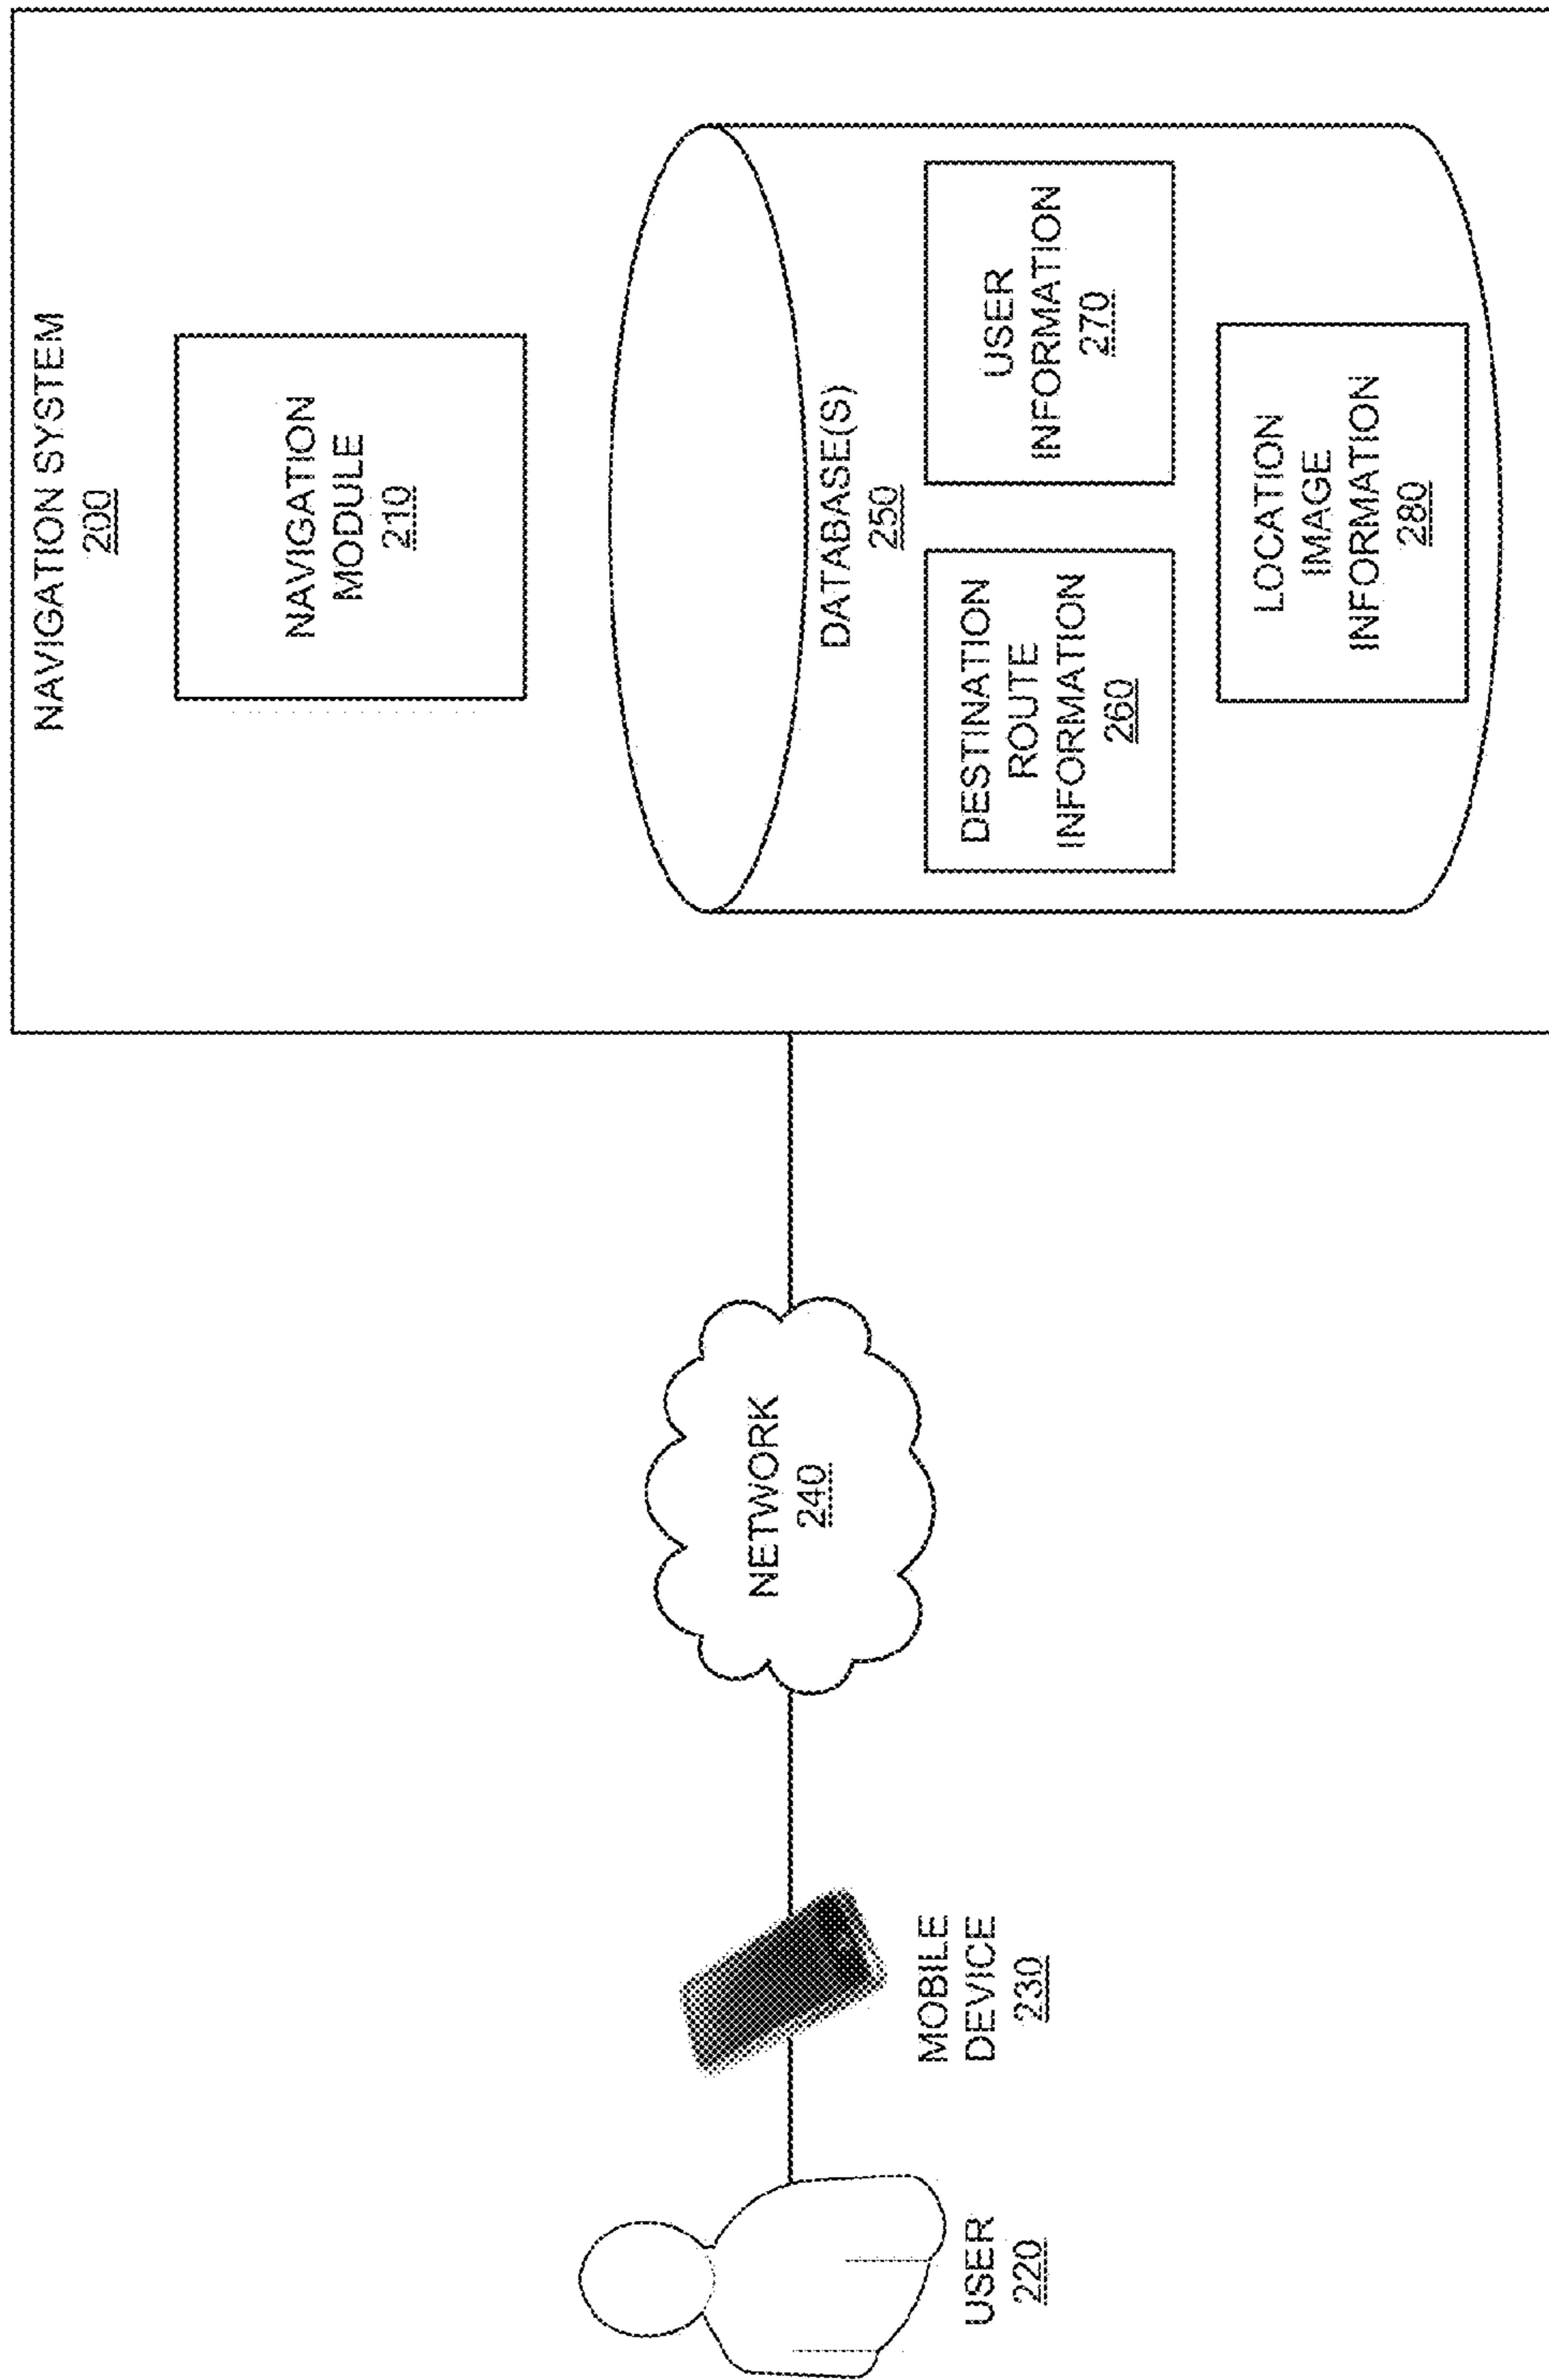 NAVIGATION SYSTEM
200
NAVIGATION
MODULE
210
DATABASE(S)
250
DESTINATION
ROUTE
INFORMATION
260
USER
INFORMATION
270
LOCATION
IMAGE
INFORMATION
280
NETWORK
240
MOBILE
DEVICE
230
USER
220